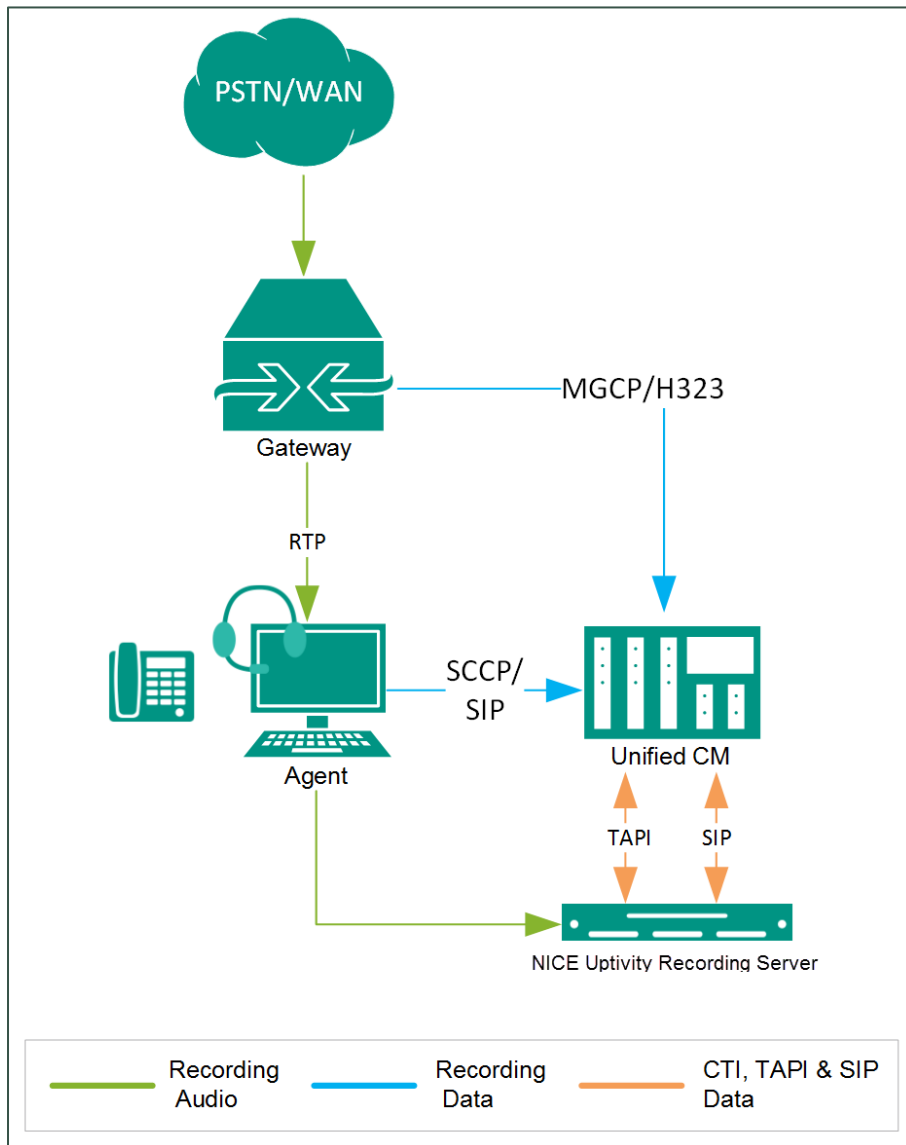 PSTN/WAN
MGCP/H323
Gateway
RTP
SCCP/
SIP
Unified CM
Agent
TAPI
SIP
NICE Uptivity Recording Server
Recording
Audio
Recording
Data
CTI, TAPI & SIP
Data